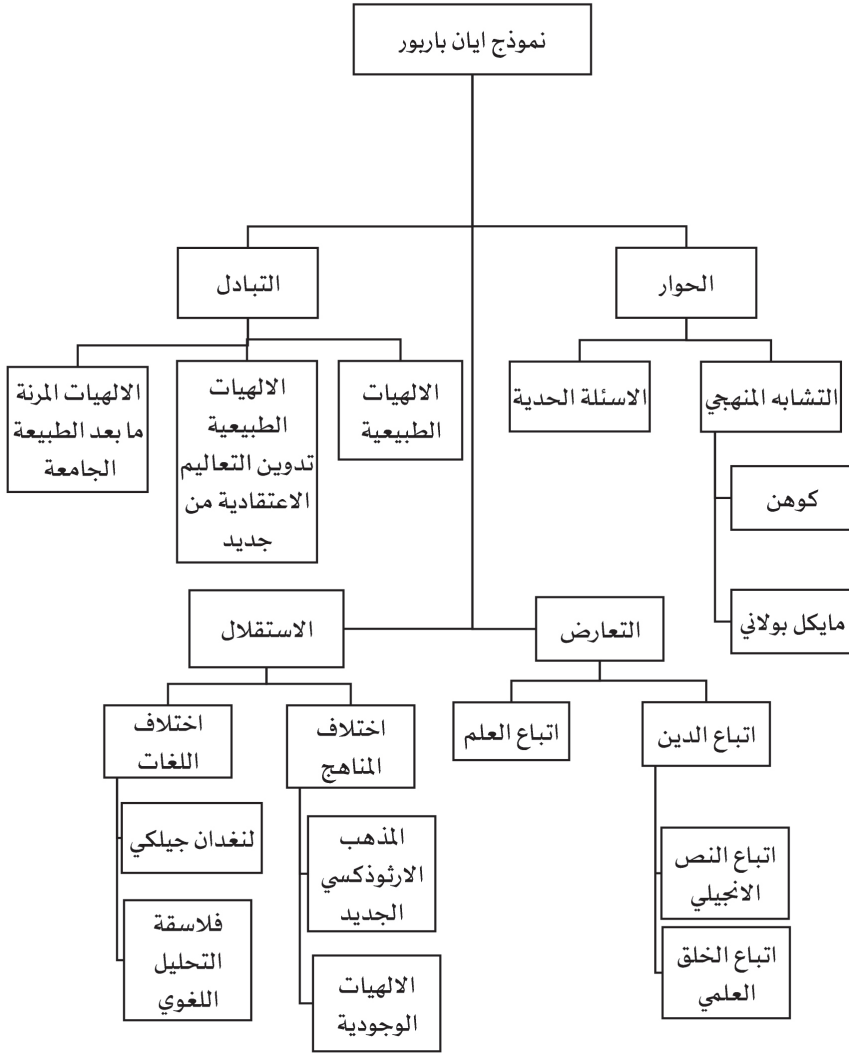 نموذج ايان باربور
الحوار
التبادل
التشابه المنهجي
الاسئلة الحدية
الالهيات
الطبيعية
الالهيات
الطبيعية
تدوين التعاليم
الاعتقادية من
جديد
الالهيات المرنة
ما بعد الطبيعة
الجامعة
كوهن
مايكل بولاني
التعارض
الاستقلال
اتباع الدين
اتباع العلم
اختلاف
المناهج
اختلاف
اللغات
اتباع النص
الانجيلي
اتباع الخلق
العلمي
المذهب
الارثوذكسي
الجديد
الالهيات
الوجودية
لنغدان جيلكي
فلاسقة
التحليل
اللغوي